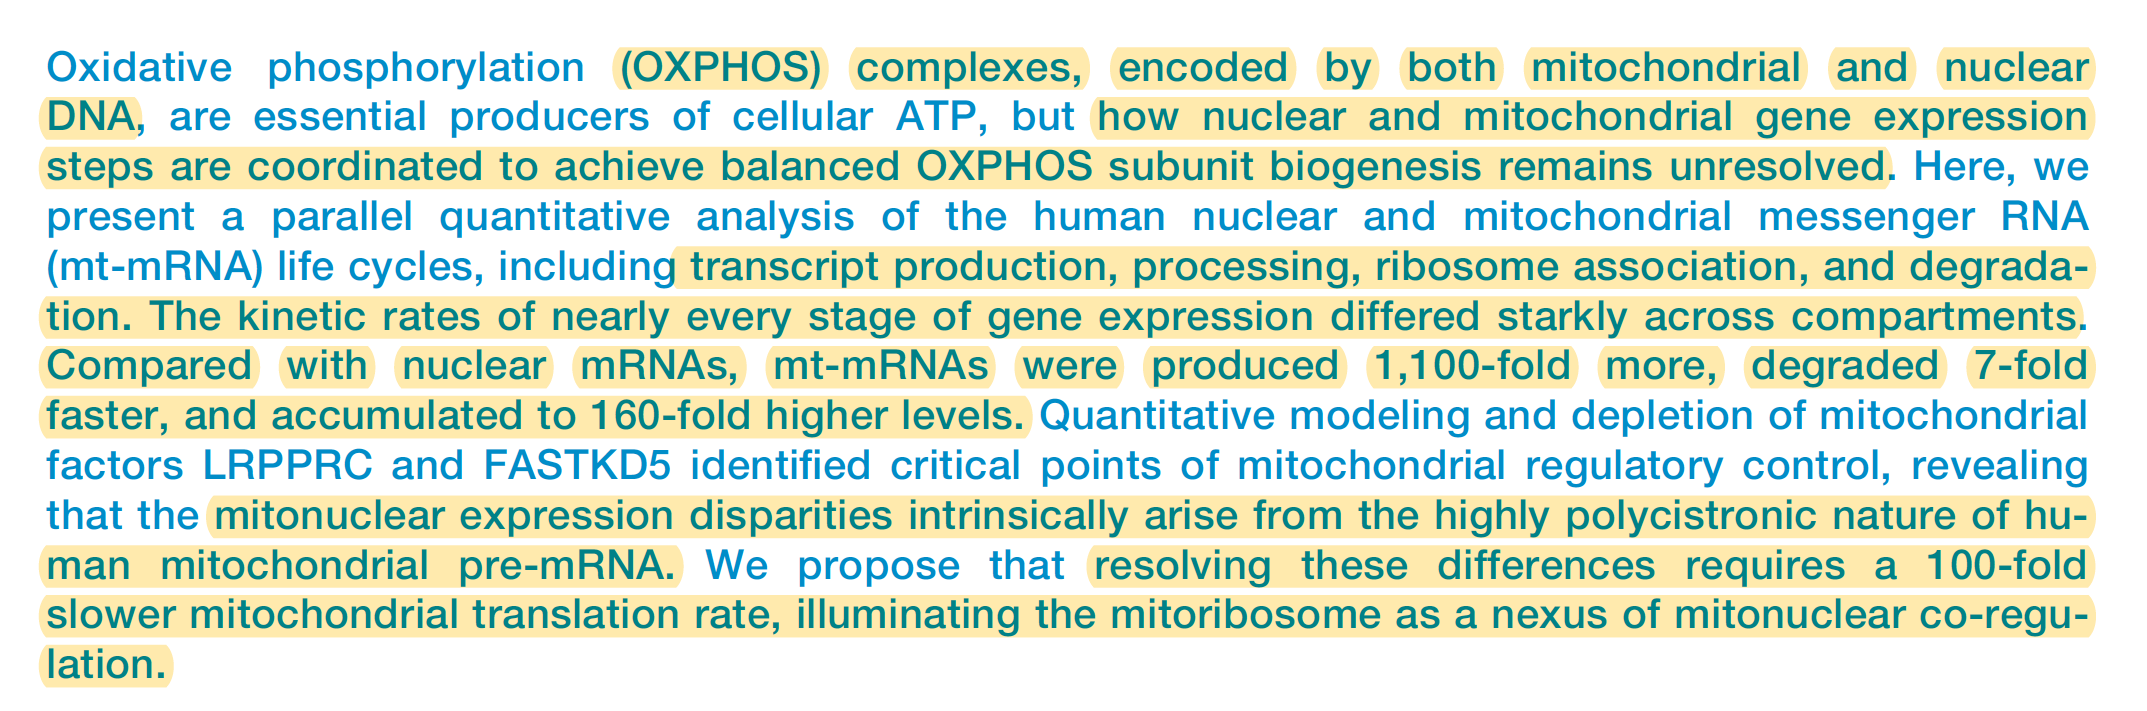 Oxidative phosphorylation (OXPHOS) complexes, encoded by both mitochondrial and nuclear
DNA, are essential producers of cellular ATP, but how nuclear and mitochondrial gene expression
steps are coordinated to achieve balanced OXPHOS subunit biogenesis remains unresolved. Here, we
present a parallel quantitative analysis of the human nuclear and mitochondrial messenger RNA
(mt-mRNA) life cycles, including transcript production, processing, ribosome association, and degrada-
tion. The kinetic rates of nearly every stage of gene expression differed starkly across compartments.
Compared with nuclear mRNAs, mt-mRNAs were produced 1,100-fold more, degraded 7-fold
faster, and accumulated to 160-fold higher levels. Quantitative modeling and depletion of mitochondrial
factors LRPPRC and FASTKD5 identified critical points of mitochondrial regulatory control, revealing
that the mitonuclear expression disparities intrinsically arise from the highly polycistronic nature of hu-
man mitochondrial pre-mRNA. We propose that resolving these differences requires a 100-fold
slower mitochondrial translation rate, illuminating the mitoribosome as a nexus of mitonuclear co-regu-
lation.